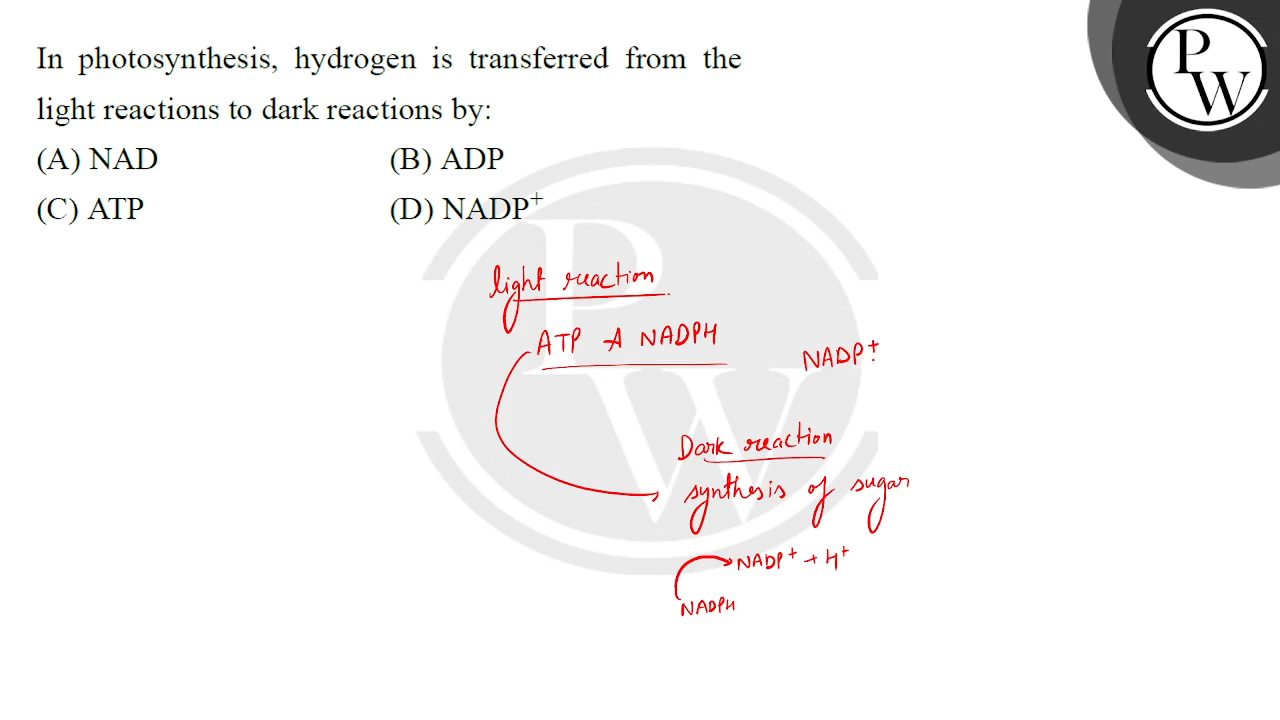 In photosynthesis, hydrogen is transferred from the
light reactions to dark reactions by:
(A) NAD (B) ADP
(C) ATP (D) NADP⁺
PW
light reaction
ATP & NADPH
NADP⁺
Dark reaction
synthesis of sugar
NADP⁺ + H⁺
NADPH